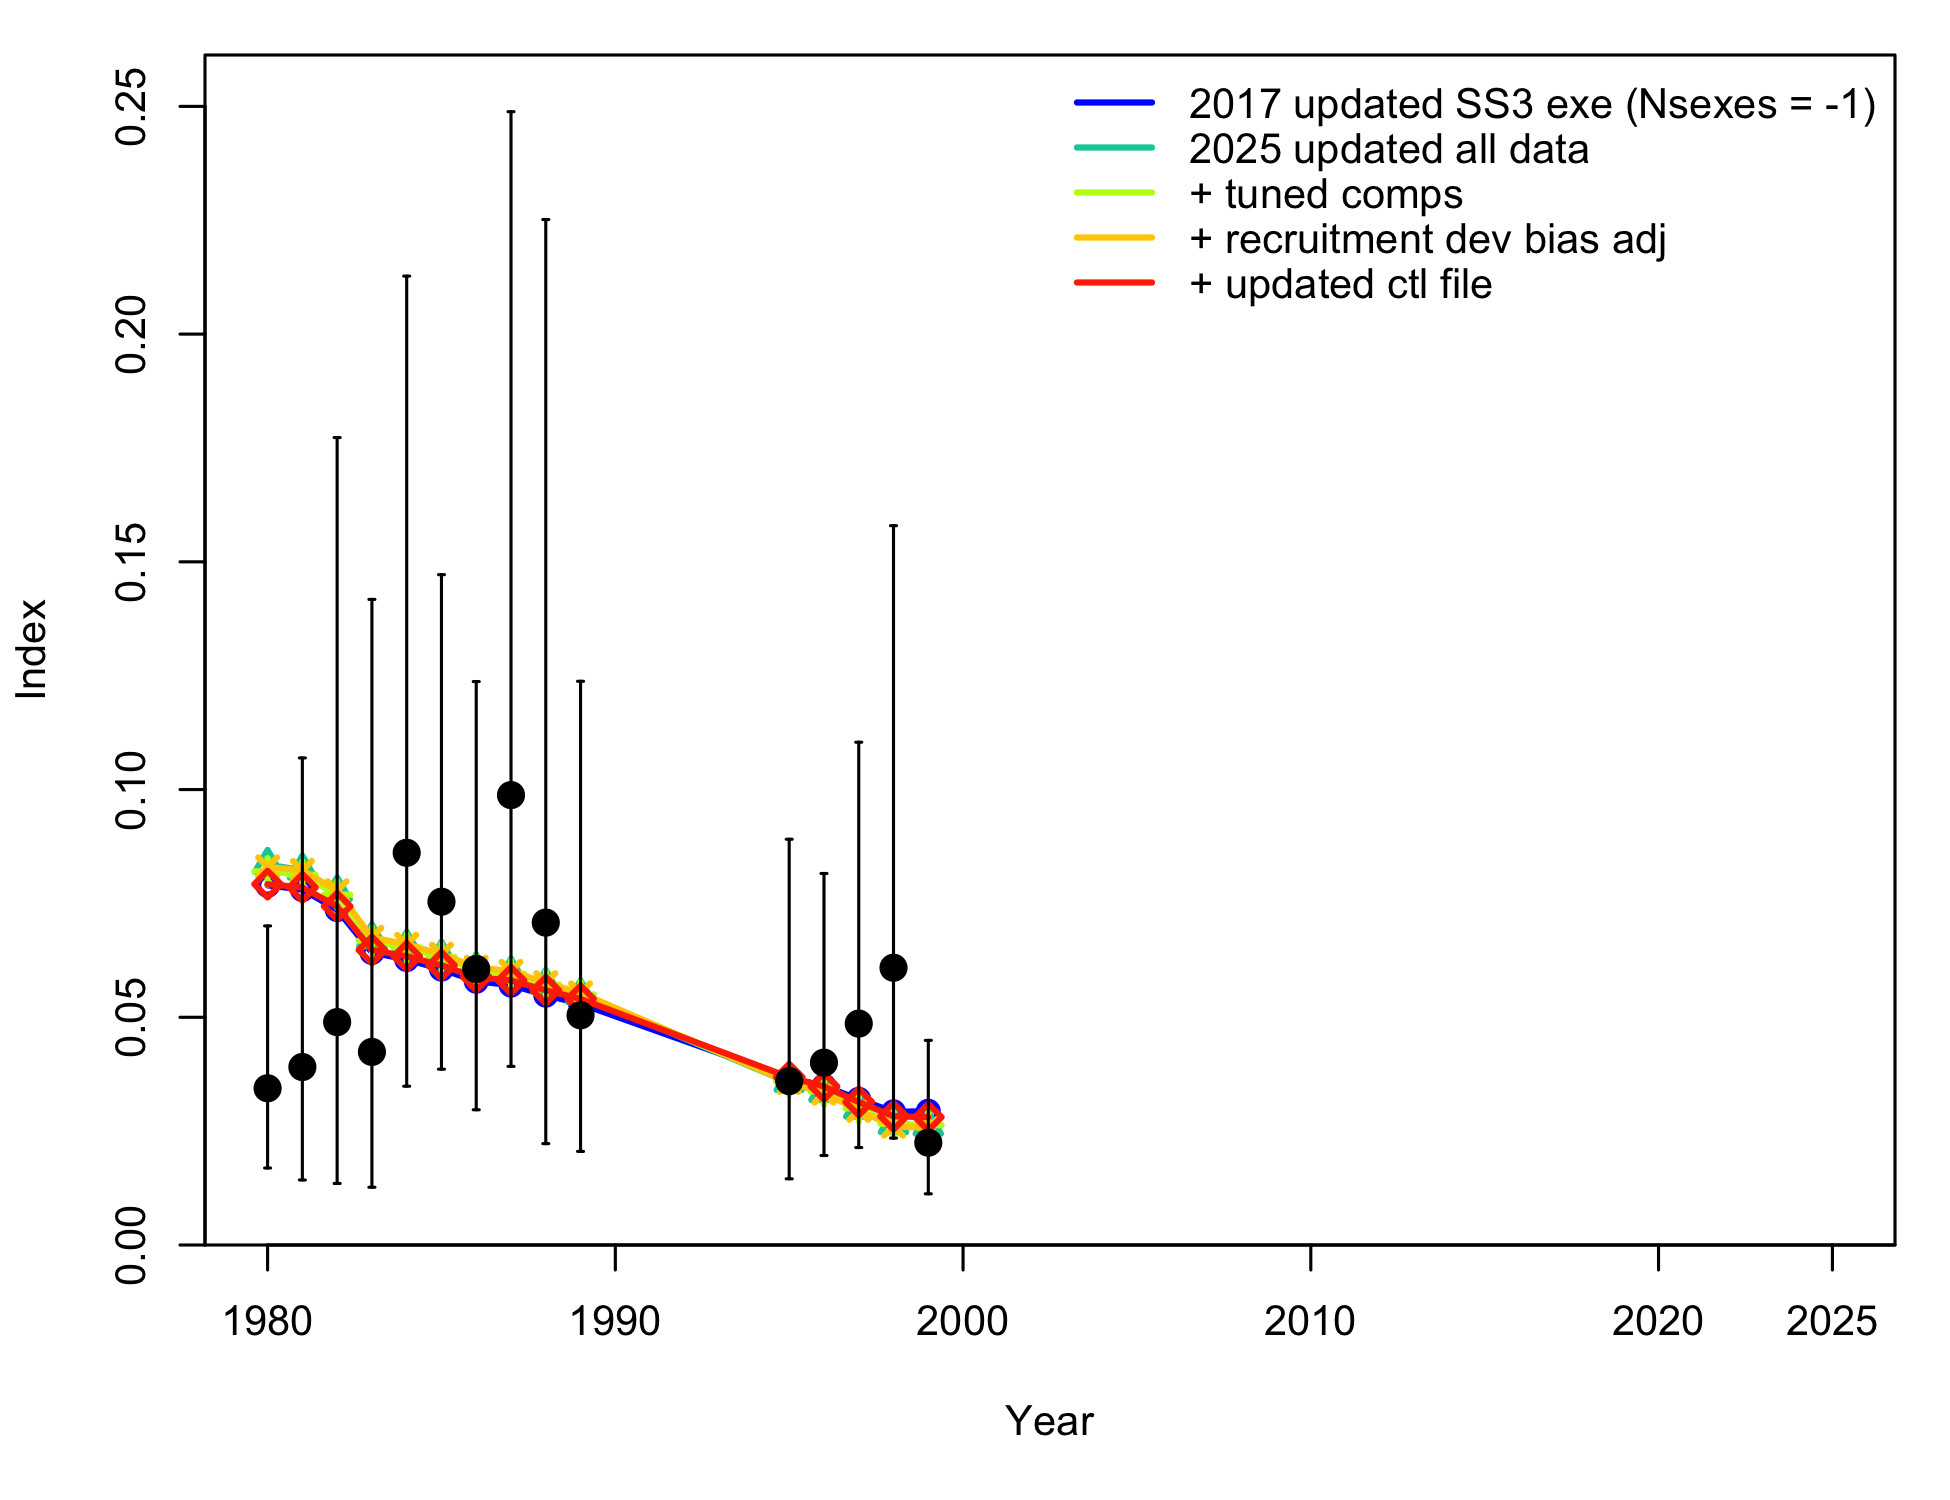 2017 updated SS3 exe (Nsexes = -1)
2025 updated all data
+ tuned comps
+ recruitment dev bias adj
+ updated ctl file
Index
0.25
0.20
0.15
0.10
0.05
0.00
1980 1990 2000 2010 2020 2025
Year